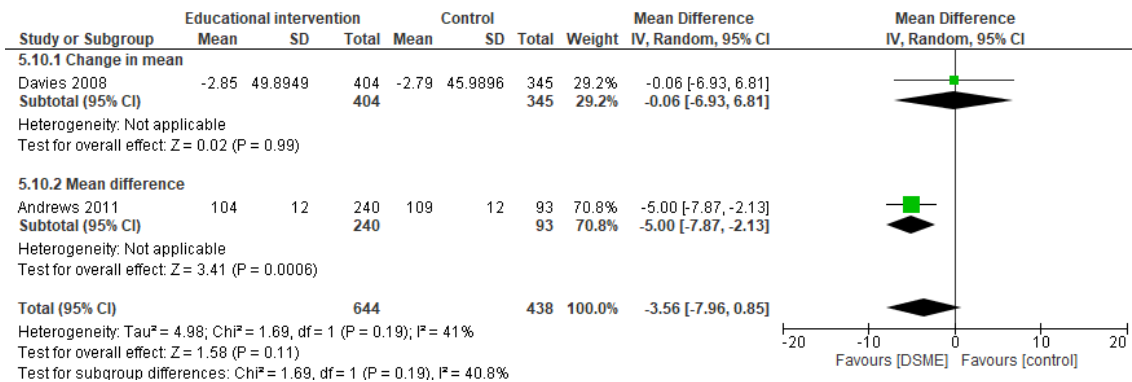 Educational intervention Control Mean Difference Mean Difference
Study or Subgroup Mean SD Total Mean SD Total Weight IV, Random, 95% CI IV, Random, 95% CI
5.10.1 Change in mean
Davies 2008 -2.85 49.8949 404 -2.79 45.9896 345 29.2% -0.06 [-6.93, 6.81]
Subtotal (95% CI) 404 345 29.2% -0.06 [-6.93, 6.81]
Heterogeneity: Not applicable
Test for overall effect: Z = 0.02 (P = 0.99)
5.10.2 Mean difference
Andrews 2011 104 12 240 109 12 93 70.8% -5.00 [-7.87, -2.13]
Subtotal (95% CI) 240 93 70.8% -5.00 [-7.87, -2.13]
Heterogeneity: Not applicable
Test for overall effect: Z = 3.41 (P = 0.0006)
Total (95% CI) 644 438 100.0% -3.56 [-7.96, 0.85]
Heterogeneity: Tau² = 4.98; Chi² = 1.69, df = 1 (P = 0.19); I² = 41%
Test for overall effect: Z = 1.58 (P = 0.11)
Test for subgroup differences: Chi² = 1.69, df = 1 (P = 0.19), I² = 40.8%
-20 -10 0 10 20
Favours [DSME] Favours [control]